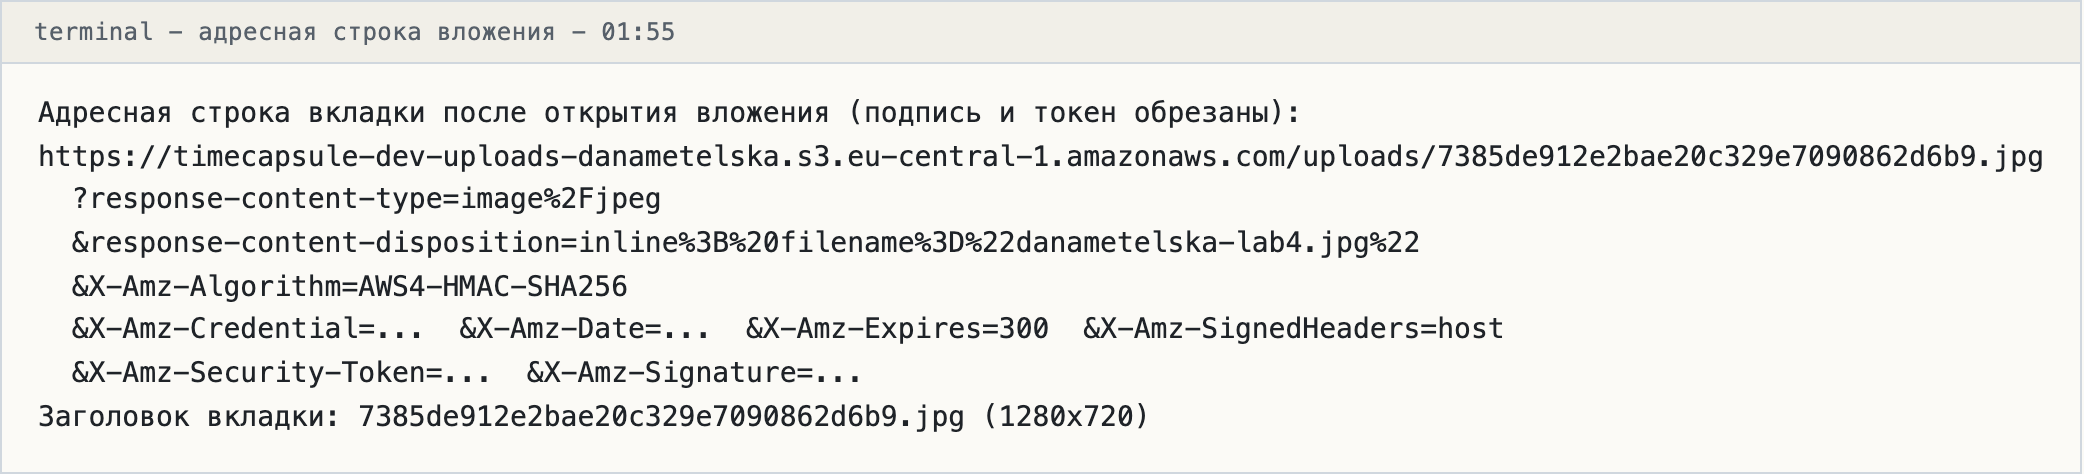 terminal — адресная строка вложения — 01:55
Адресная строка вкладки после открытия вложения (подпись и токен обрезаны):
https://timecapsule-dev-uploads-danametelska.s3.eu-central-1.amazonaws.com/uploads/7385de912e2bae20c329e7090862d6b9.jpg
?response-content-type=image%2Fjpeg
&response-content-disposition=inline%3B%20filename%3D%22danametelska-lab4.jpg%22
&X-Amz-Algorithm=AWS4-HMAC-SHA256
&X-Amz-Credential=... &X-Amz-Date=... &X-Amz-Expires=300 &X-Amz-SignedHeaders=host
&X-Amz-Security-Token=... &X-Amz-Signature=...
Заголовок вкладки: 7385de912e2bae20c329e7090862d6b9.jpg (1280x720)